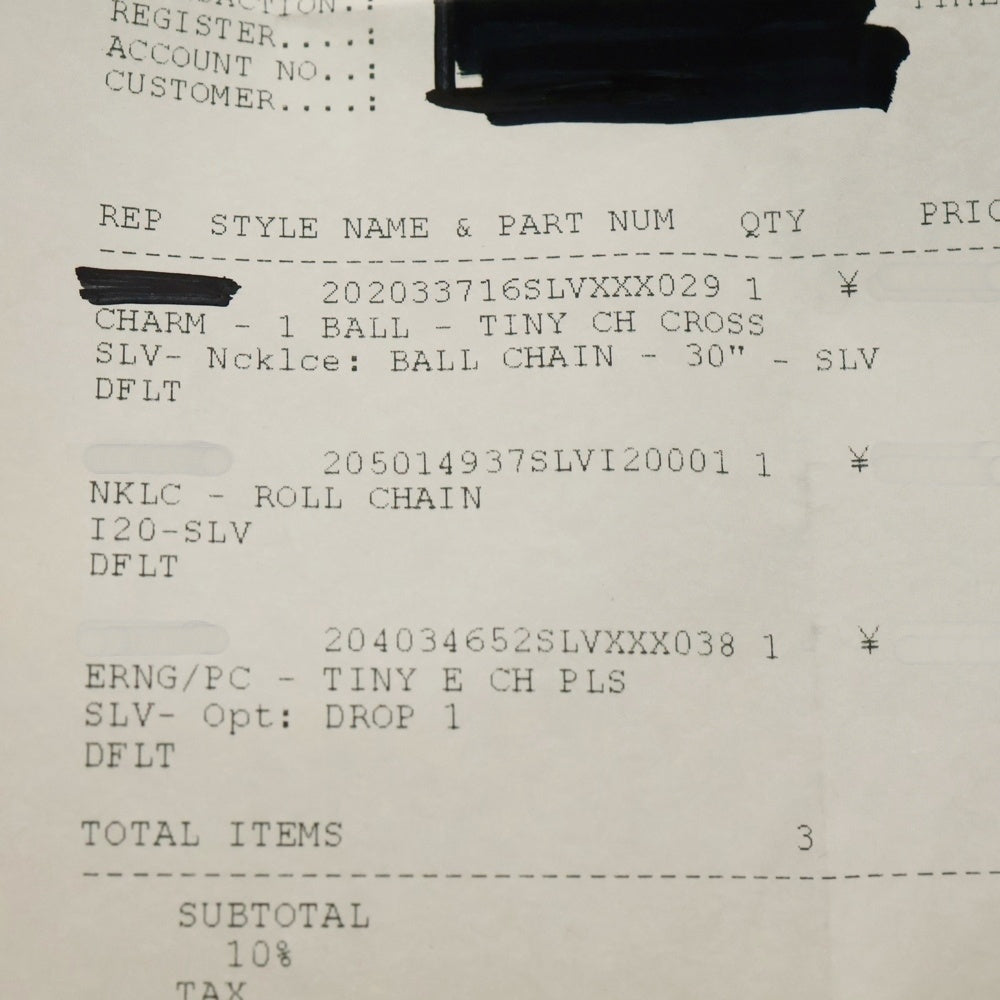 REGISTER....:
ACCOUNT NO..:
CUSTOMER....:
REP STYLE NAME & PART NUM QTY
202033716SLVXXX029 1 ¥
CHARM - 1 BALL - TINY CH CROSS
SLV- Ncklce: BALL CHAIN - 30" - SLV
DFLT
205014937SLVI20001 1 ¥
NKLC - ROLL CHAIN
I20-SLV
DFLT
204034652SLVXXX038 1 ¥
ERNG/PC - TINY E CH PLS
SLV- Opt: DROP 1
DFLT
TOTAL ITEMS 3
SUBTOTAL
10%
TAX